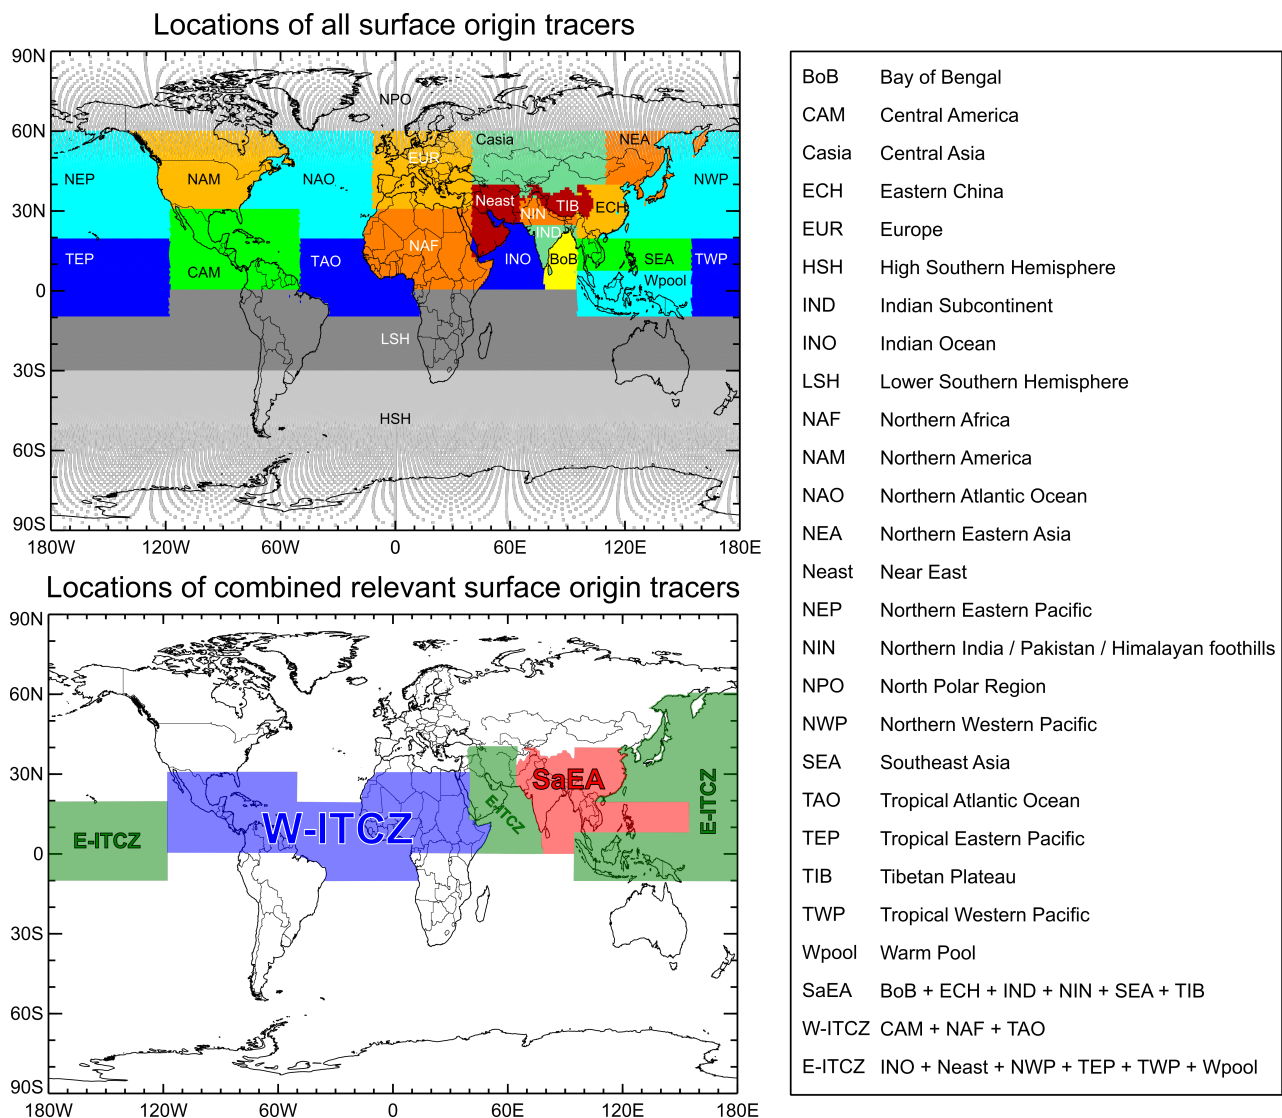 Locations of all surface origin tracers
90N
60N
30N
0
30S
60S
90S
180W
120W
60W
0
60E
120E
180E
NPO
Casia
NEA
EUR
NEP
NAM
NAO
Neast
TIB
NWP
NIN
ECH
IND
NAF
TEP
CAM
TAO
INO
BoB
SEA
TWP
Wpool
LSH
HSH
Locations of combined relevant surface origin tracers
90N
60N
30N
0
30S
60S
90S
180W
120W
60W
0
60E
120E
180E
SaEA
W-ITCZ
E-ITCZ
E-ITCZ
E-ITCZ
BoB Bay of Bengal
CAM Central America
Casia Central Asia
ECH Eastern China
EUR Europe
HSH High Southern Hemisphere
IND Indian Subcontinent
INO Indian Ocean
LSH Lower Southern Hemisphere
NAF Northern Africa
NAM Northern America
NAO Northern Atlantic Ocean
NEA Northern Eastern Asia
Neast Near East
NEP Northern Eastern Pacific
NIN Northern India / Pakistan / Himalayan foothills
NPO North Polar Region
NWP Northern Western Pacific
SEA Southeast Asia
TAO Tropical Atlantic Ocean
TEP Tropical Eastern Pacific
TIB Tibetan Plateau
TWP Tropical Western Pacific
Wpool Warm Pool
SaEA BoB + ECH + IND + NIN + SEA + TIB
W-ITCZ CAM + NAF + TAO
E-ITCZ INO + Neast + NWP + TEP + TWP + Wpool